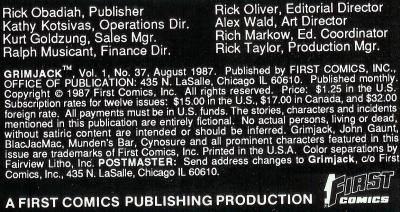 Rick Obadiah, Publisher
Kathy Kotsivas, Operations Dir.
Kurt Goldzung, Sales Mgr.
Ralph Musicant, Finance Dir.
Rick Oliver, Editorial Director
Alex Wald, Art Director
Rich Markow, Ed. Coordinator
Rick Taylor, Production Mgr.
GRIMJACK™, Vol. 1, No. 37, August 1987. Published by FIRST COMICS, INC.,
OFFICE OF PUBLICATION: 435 N. LaSalle, Chicago IL 60610. Published monthly.
Copyright © 1987 First Comics, Inc. All rights reserved. Price: $1.25 in the U.S.
Subscription rates for twelve issues: $15.00 in the U.S., $17.00 in Canada, and $32.00
foreign rate. All payments must be in U.S. funds. The stories, characters and incidents
mentioned in this publication are entirely fictional. No actual persons, living or dead,
without satiric content are intended or should be inferred. Grimjack, John Gaunt,
BlacJacMac, Munden's Bar, Cynosure and all prominent characters featured in this
issue are trademarks of First Comics, Inc. Printed in the U.S.A. Color separations by
Fairview Litho, Inc. POSTMASTER: Send address changes to Grimjack, c/o First
Comics, Inc., 435 N. LaSalle, Chicago IL 60610.
A FIRST COMICS PUBLISHING PRODUCTION
FIRST
COMICS